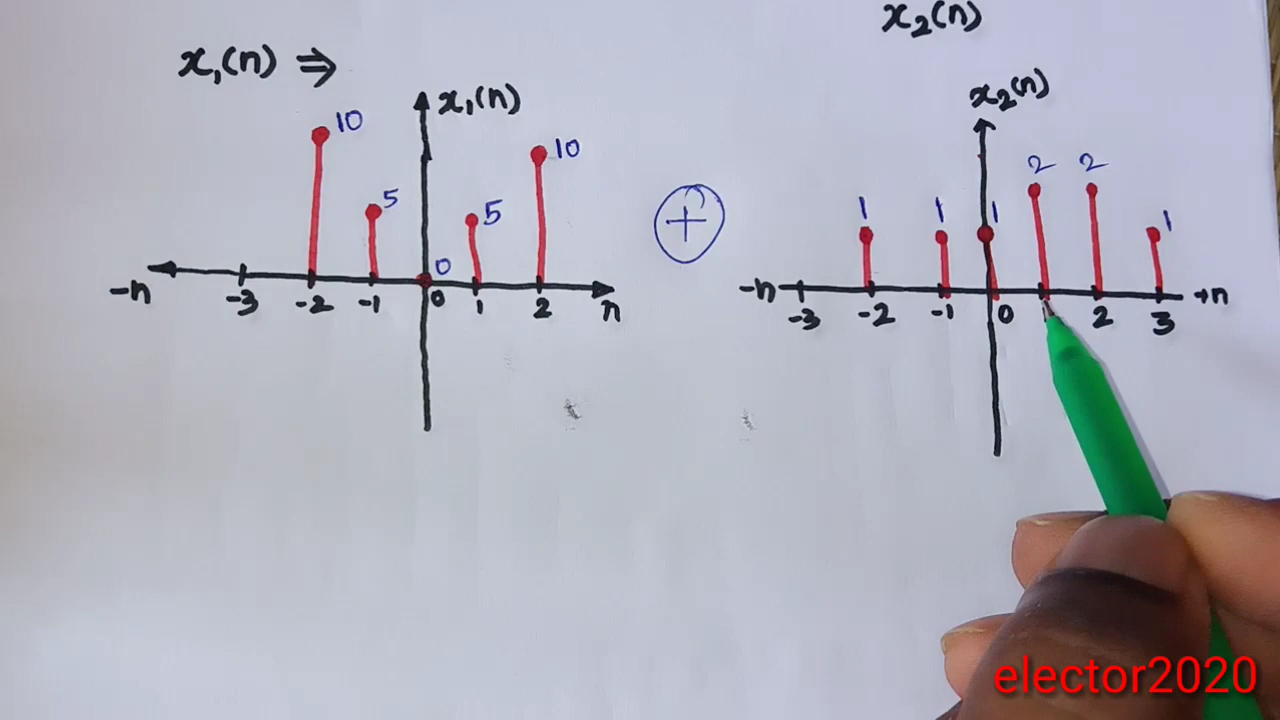 x₁(n) ⇒
x₁(n)
10
5
0
5
10
-n
-3
-2
-1
0
1
2
n
+
x₂(n)
x₂(n)
1
1
1
2
2
1
-n
-3
-2
-1
0
2
3
+n
elector2020